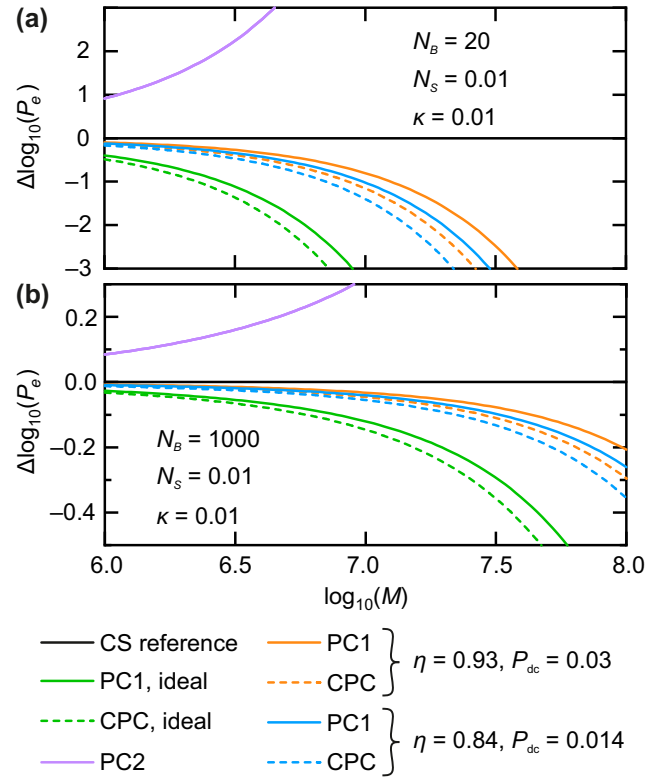 (a)
Δlog₁₀(Pₑ)
2
1
0
−1
−2
−3
N_B = 20
N_S = 0.01
κ = 0.01
(b)
Δlog₁₀(Pₑ)
0.2
0.0
−0.2
−0.4
N_B = 1000
N_S = 0.01
κ = 0.01
6.0 6.5 7.0 7.5 8.0
log₁₀(M)
CS reference
PC1, ideal
CPC, ideal
PC2
PC1
CPC
η = 0.93, P_dc = 0.03
PC1
CPC
η = 0.84, P_dc = 0.014